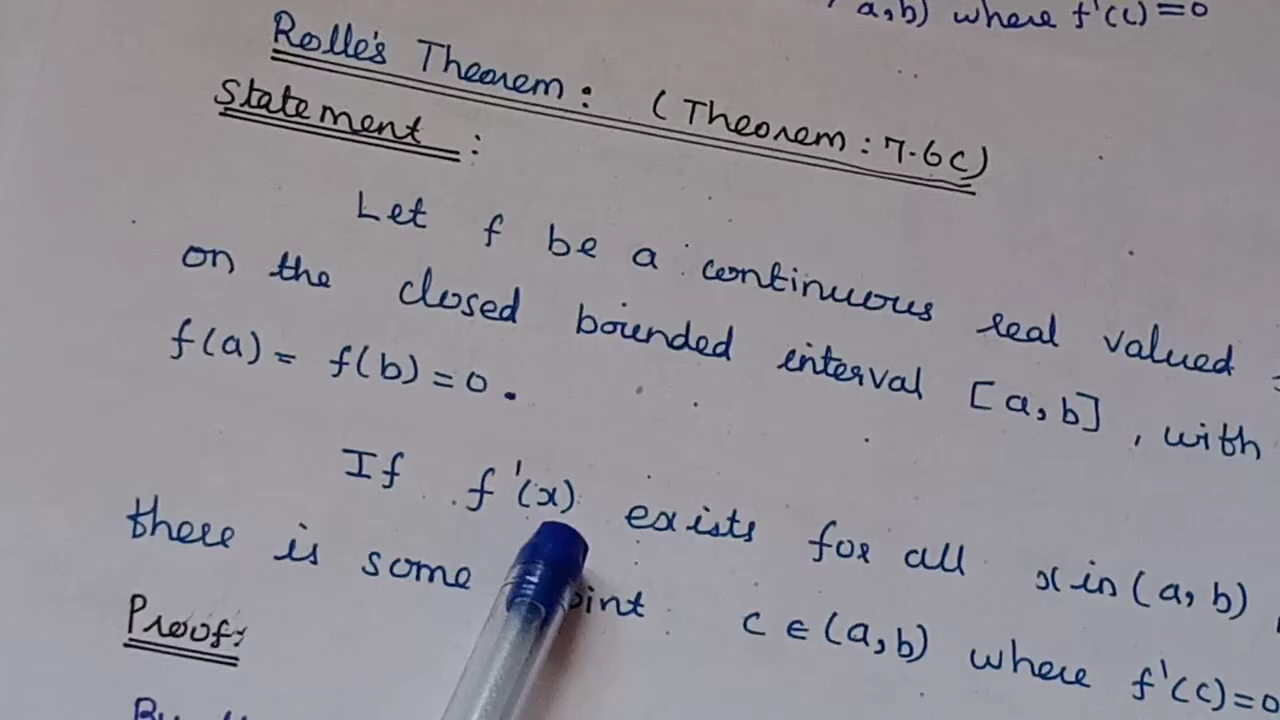 a,b) where f'(c)=0
Rolle's Theorem: (Theorem: 7.6C)
Statement:
Let f be a continuous real valued
on the closed bounded interval [a,b], with
f(a) = f(b) = 0.
If f'(x) exists for all x in (a,b)
there is some point c ∈ (a,b) where f'(c)=0
Proof:
By